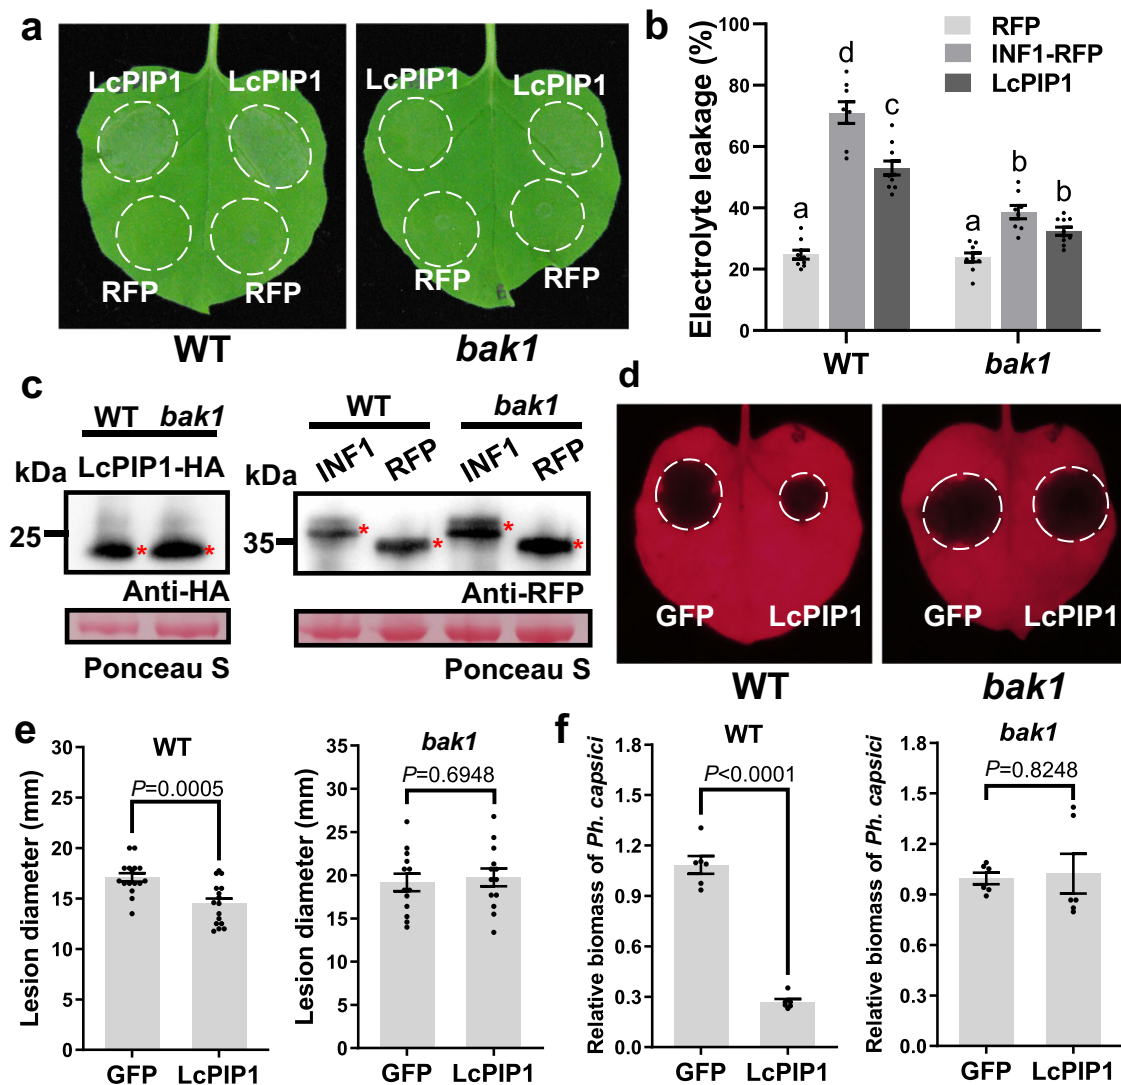 a
LcPIP1 LcPIP1
RFP RFP
WT
LcPIP1 LcPIP1
RFP RFP
bak1
b
Electrolyte leakage (%)
100
80
60
40
20
0
RFP
INF1-RFP
LcPIP1
a d c a b b
WT bak1
c
WT bak1
kDa LcPIP1-HA
25
* *
Anti-HA
Ponceau S
WT bak1
kDa INF1 RFP INF1 RFP
35
* * * *
Anti-RFP
Ponceau S
d
GFP LcPIP1
WT
GFP LcPIP1
bak1
e
WT
Lesion diameter (mm)
30
25
20
15
10
5
0
P=0.0005
GFP LcPIP1
bak1
Lesion diameter (mm)
35
30
25
20
15
10
5
0
P=0.6948
GFP LcPIP1
f
WT
Relative biomass of Ph. capsici
1.8
1.5
1.2
0.9
0.6
0.3
0.0
P<0.0001
GFP LcPIP1
bak1
Relative biomass of Ph. capsici
1.8
1.5
1.2
0.9
0.6
0.3
0.0
P=0.8248
GFP LcPIP1